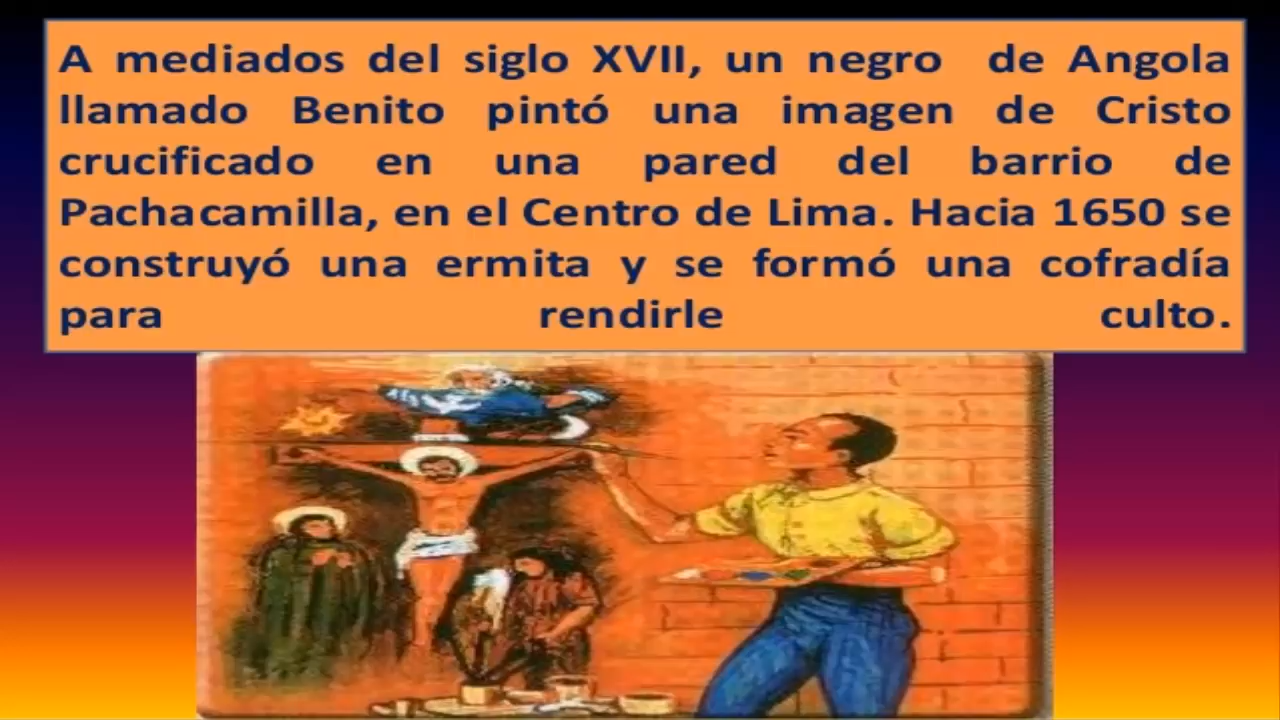 A mediados del siglo XVII, un negro de Angola
llamado Benito pintó una imagen de Cristo
crucificado en una pared del barrio de
Pachacamilla, en el Centro de Lima. Hacia 1650 se
construyó una ermita y se formó una cofradía
para rendirle culto.